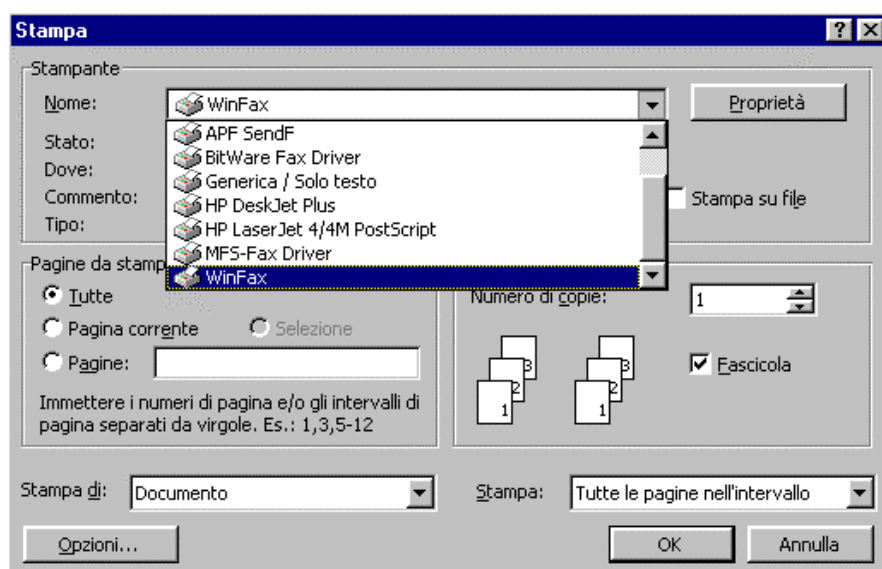 Stampa
Stampante
Nome:
WinFax
Proprietà
APF SendF
BitWare Fax Driver
Generica / Solo testo
HP DeskJet Plus
HP LaserJet 4/4M PostScript
MFS-Fax Driver
WinFax
Stato:
Dove:
Commento:
Tipo:
Stampa su file
Pagine da stamp
Tutte
Pagina corrente
Selezione
Pagine:
Immettere i numeri di pagina e/o gli intervalli di
pagina separati da virgole. Es.: 1,3,5-12
Numero di copie:
1
3
2
1
3
2
1
Fascicola
Stampa di:
Documento
Stampa:
Tutte le pagine nell'intervallo
Opzioni...
OK
Annulla